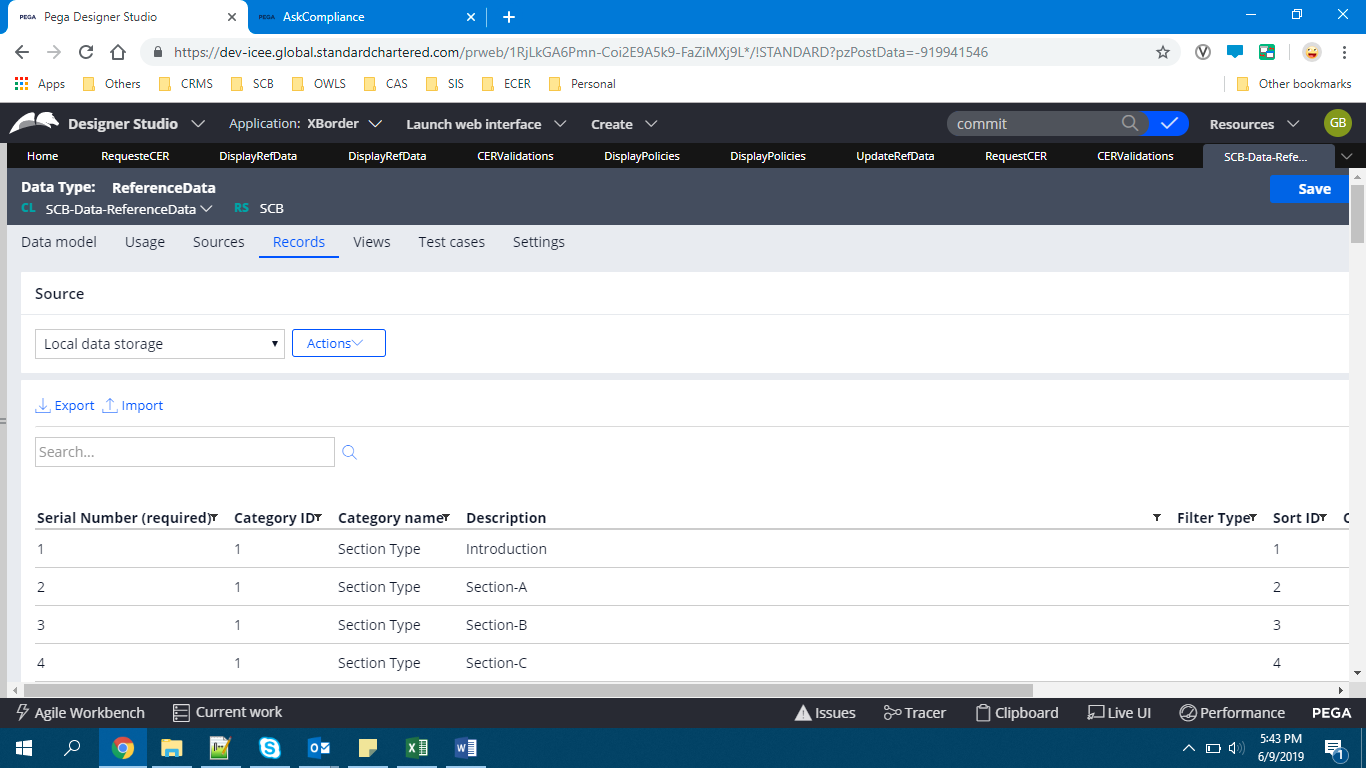 PEGA Pega Designer Studio
PEGA AskCompliance
https://dev-icee.global.standardchartered.com/prweb/1RjLkGA6Pmn-Coi2E9A5k9-FaZiMXj9L*/!STANDARD?pzPostData=-919941546
Apps Others CRMS SCB OWLS CAS SIS ECER Personal Other bookmarks
Designer Studio Application: XBorder Launch web interface Create commit Resources GB
Home RequesteCER DisplayRefData DisplayRefData CERValidations DisplayPolicies DisplayPolicies UpdateRefData RequestCER CERValidations SCB-Data-Refe...
Data Type: ReferenceData Save
CL SCB-Data-ReferenceData RS SCB
Data model Usage Sources Records Views Test cases Settings
Source
Local data storage Actions
Export Import
Search...
Serial Number (required) Category ID Category name Description Filter Type Sort ID
1 1 Section Type Introduction 1
2 1 Section Type Section-A 2
3 1 Section Type Section-B 3
4 1 Section Type Section-C 4
Agile Workbench Current work Issues Tracer Clipboard Live UI Performance PEGA
5:43 PM
6/9/2019
1